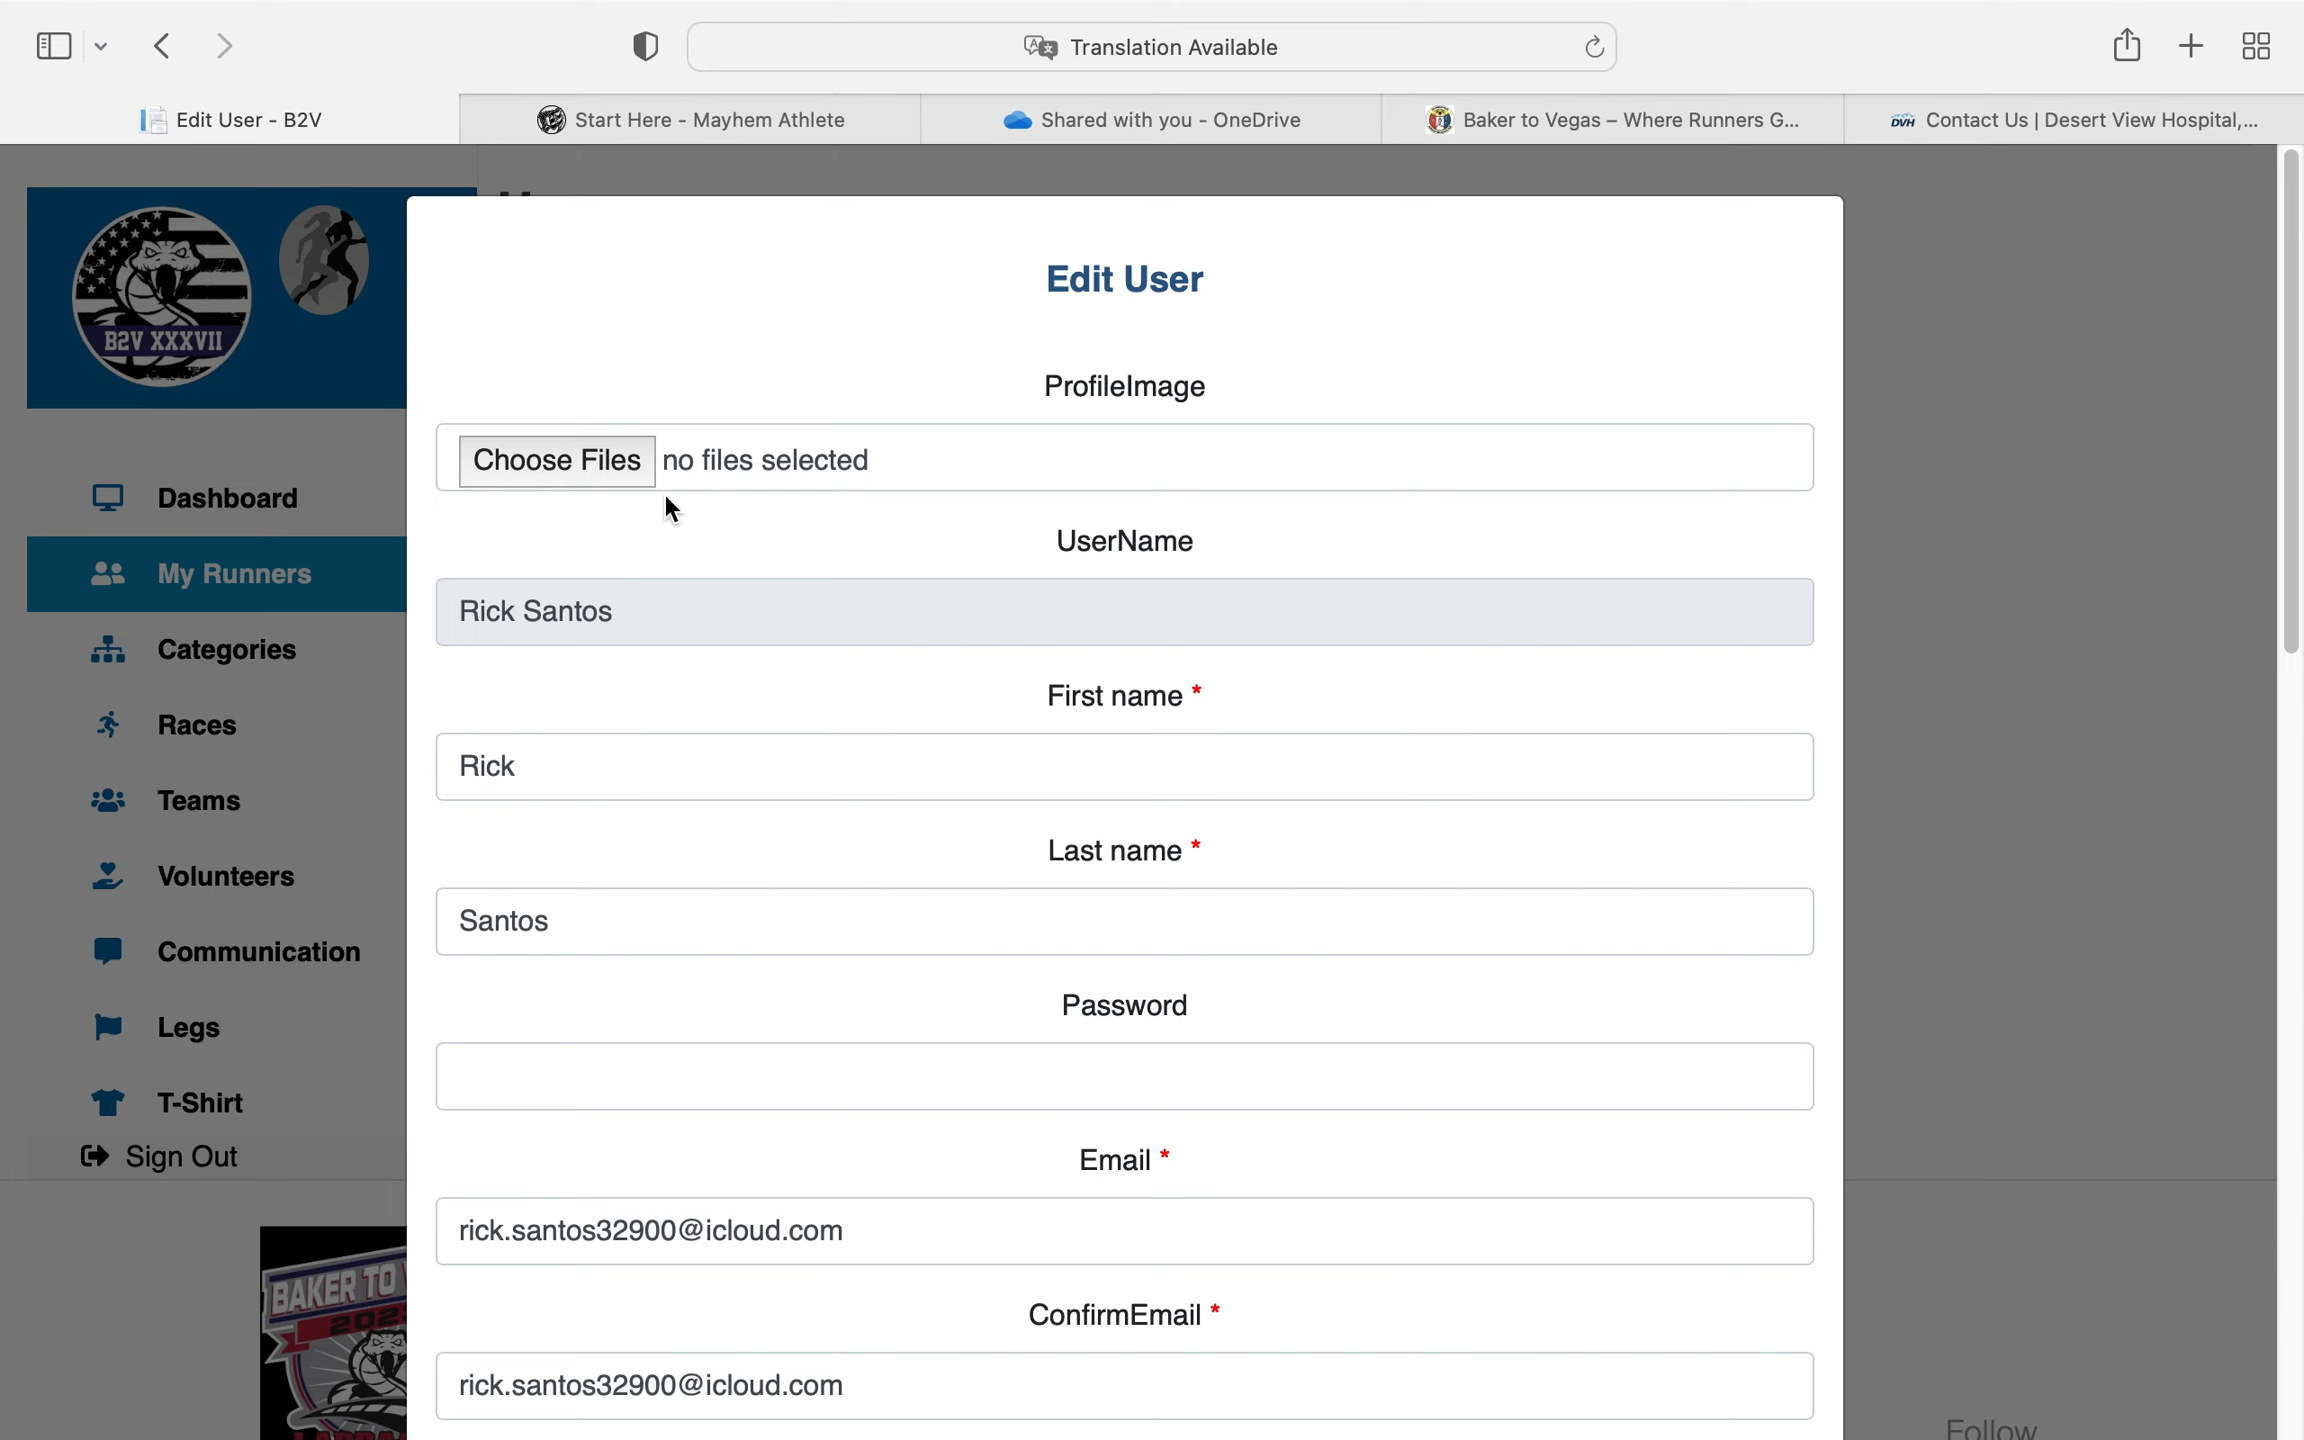 Translation Available
Edit User - B2V
Start Here - Mayhem Athlete
Shared with you - OneDrive
Baker to Vegas – Where Runners G...
DVH Contact Us | Desert View Hospital,...
B2V XXXVII
Edit User
ProfileImage
Choose Files no files selected
Dashboard
UserName
My Runners
Rick Santos
Categories
First name *
Races
Rick
Teams
Last name *
Volunteers
Santos
Communication
Password
Legs
T-Shirt
Sign Out
Email *
rick.santos32900@icloud.com
BAKER TO
ConfirmEmail *
rick.santos32900@icloud.com
Follow